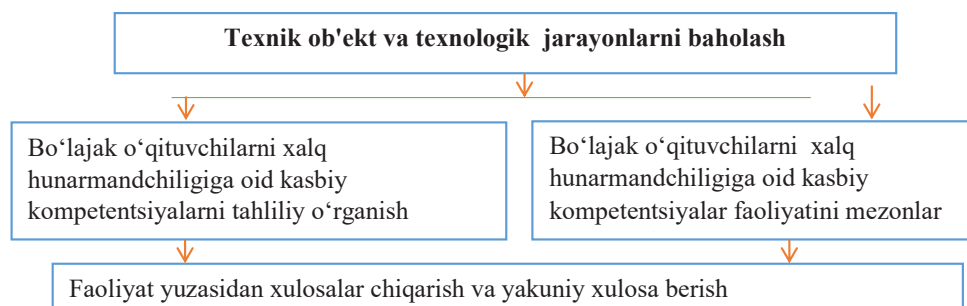 Texnik ob'ekt va texnologik jarayonlarni baholash
Bo‘lajak o‘qituvchilarni xalq
hunarmandchiligiga oid kasbiy
kompetentsiyalarni tahliliy o‘rganish
Bo‘lajak o‘qituvchilarni xalq
hunarmandchiligiga oid kasbiy
kompetentsiyalar faoliyatini mezonlar
Faoliyat yuzasidan xulosalar chiqarish va yakuniy xulosa berish